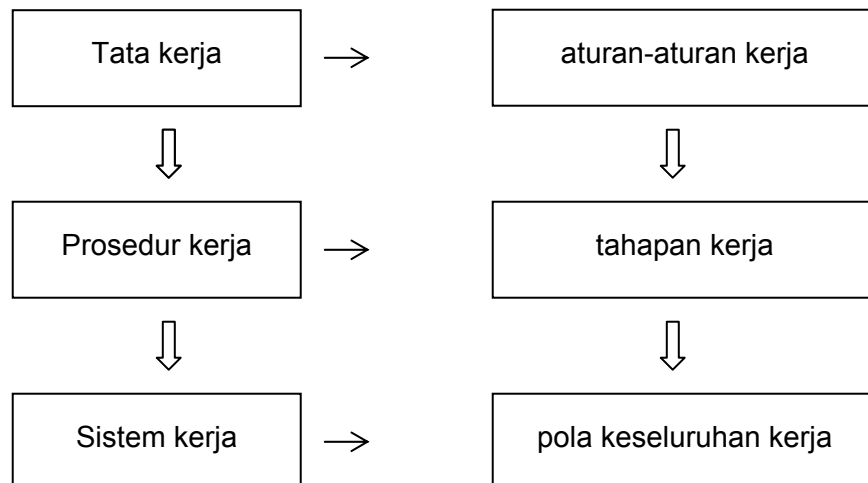 Tata kerja
aturan-aturan kerja
Prosedur kerja
tahapan kerja
Sistem kerja
pola keseluruhan kerja